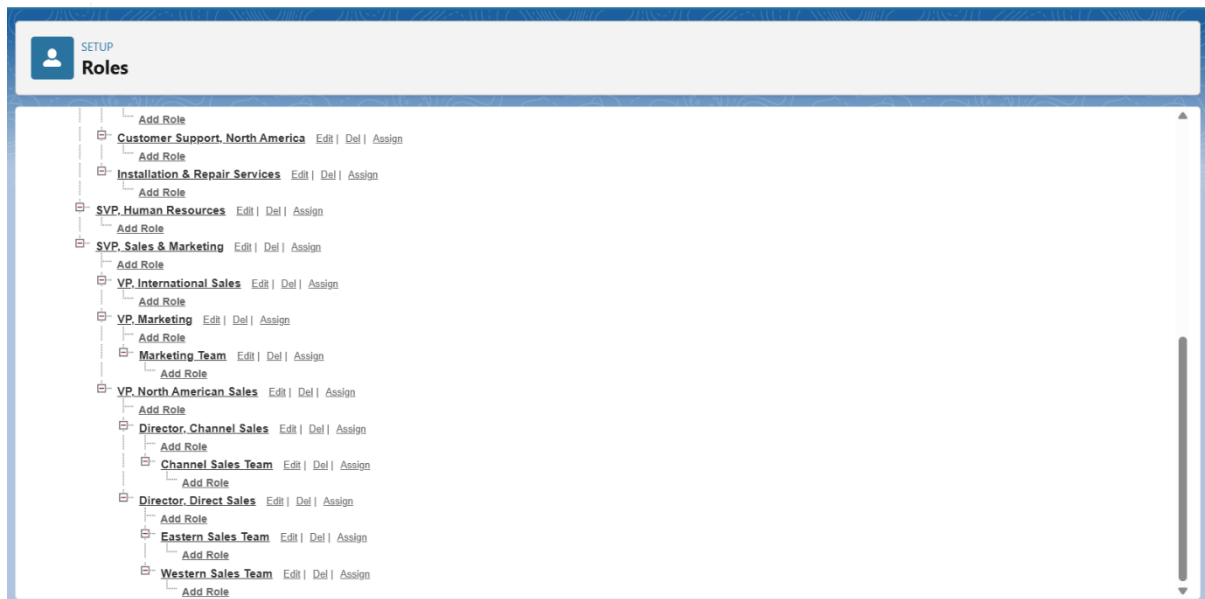 SETUP
Roles
Add Role
Customer Support, North America Edit | Del | Assign
Add Role
Installation & Repair Services Edit | Del | Assign
Add Role
SVP, Human Resources Edit | Del | Assign
Add Role
SVP, Sales & Marketing Edit | Del | Assign
Add Role
VP, International Sales Edit | Del | Assign
Add Role
VP, Marketing Edit | Del | Assign
Add Role
Marketing Team Edit | Del | Assign
Add Role
VP, North American Sales Edit | Del | Assign
Add Role
Director, Channel Sales Edit | Del | Assign
Add Role
Channel Sales Team Edit | Del | Assign
Add Role
Director, Direct Sales Edit | Del | Assign
Add Role
Eastern Sales Team Edit | Del | Assign
Add Role
Western Sales Team Edit | Del | Assign
Add Role